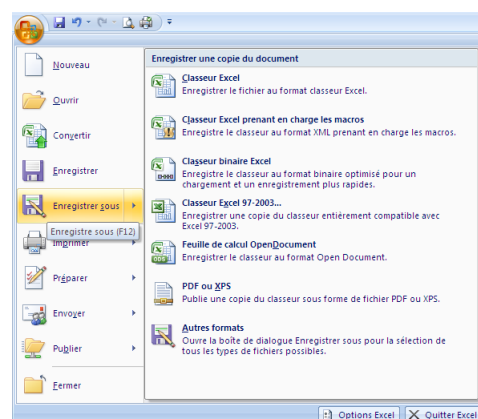 Nouveau
Ouvrir
Convertir
Enregistrer
Enregistrer sous
Enregistre sous (F12)
Imprimer
Préparer
Envoyer
Publier
Fermer
Enregistrer une copie du document
Classeur Excel
Enregistrer le fichier au format classeur Excel.
Classeur Excel prenant en charge les macros
Enregistre le classeur au format XML prenant en charge les macros.
Classeur binaire Excel
Enregistre le classeur au format binaire optimisé pour un
chargement et un enregistrement plus rapides.
Classeur Excel 97-2003...
Enregistrer une copie du classeur entièrement compatible avec
Excel 97-2003.
Feuille de calcul OpenDocument
Enregistrer le classeur au format Open Document.
PDF ou XPS
Publie une copie du classeur sous forme de fichier PDF ou XPS.
Autres formats
Ouvre la boîte de dialogue Enregistrer sous pour la sélection de
tous les types de fichiers possibles.
Options Excel
Quitter Excel